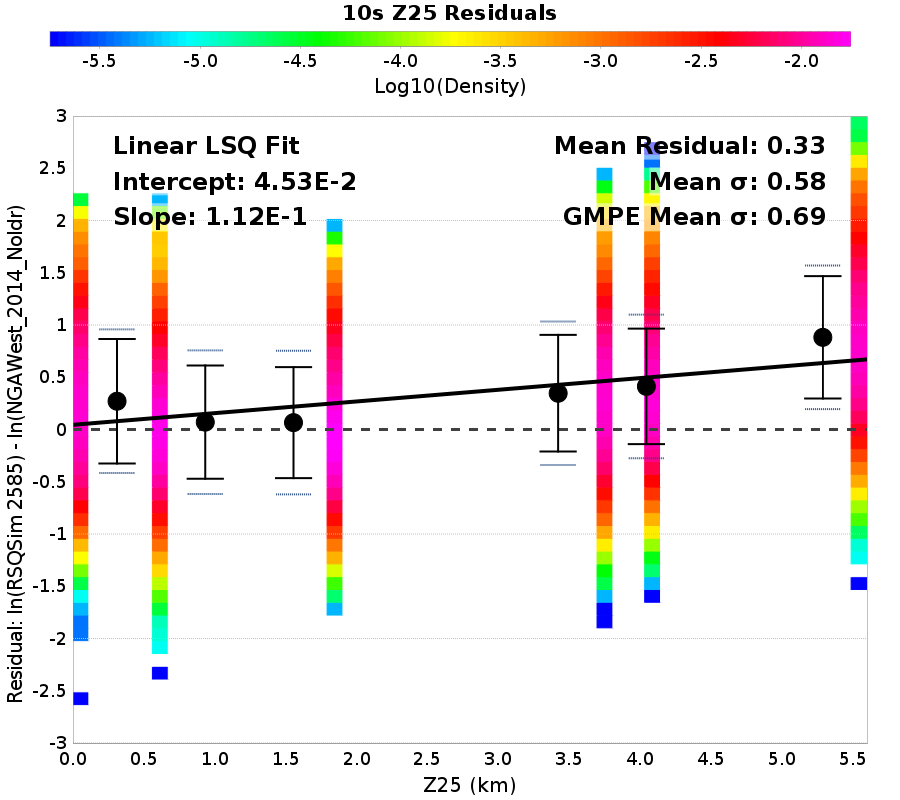 10s Z25 Residuals
-5.5 -5.0 -4.5 -4.0 -3.5 -3.0 -2.5 -2.0
Log10(Density)
Linear LSQ Fit
Intercept: 4.53E-2
Slope: 1.12E-1
Mean Residual: 0.33
Mean σ: 0.58
GMPE Mean σ: 0.69
Residual: ln(RSQSim 2585) - ln(NGAWest_2014_NoIdr)
3
2.5
2
1.5
1
0.5
0
-0.5
-1
-1.5
-2
-2.5
-3
0.0 0.5 1.0 1.5 2.0 2.5 3.0 3.5 4.0 4.5 5.0 5.5
Z25 (km)